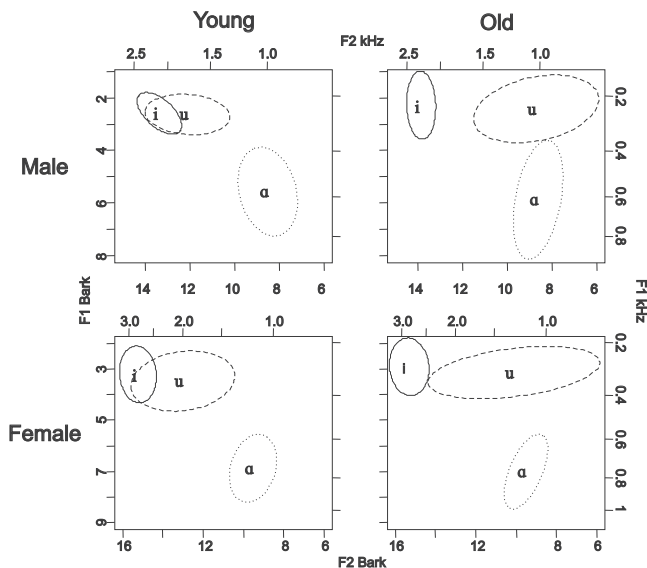 Young
F2 kHz
Old
2.5 1.5 1.0
2.5 1.5 1.0
Male
F1 Bark
2 4 6 8
i u
ɑ
i u
ɑ
0.2 0.4 0.6 0.8
F1 kHz
14 12 10 8 6
14 12 10 8 6
3.0 2.0 1.0
3.0 2.0 1.0
Female
3 5 7 9
i u
ɑ
i u
ɑ
0.2 0.4 0.6 0.8 1
16 12 10 8 6
16 12 10 8 6
F2 Bark